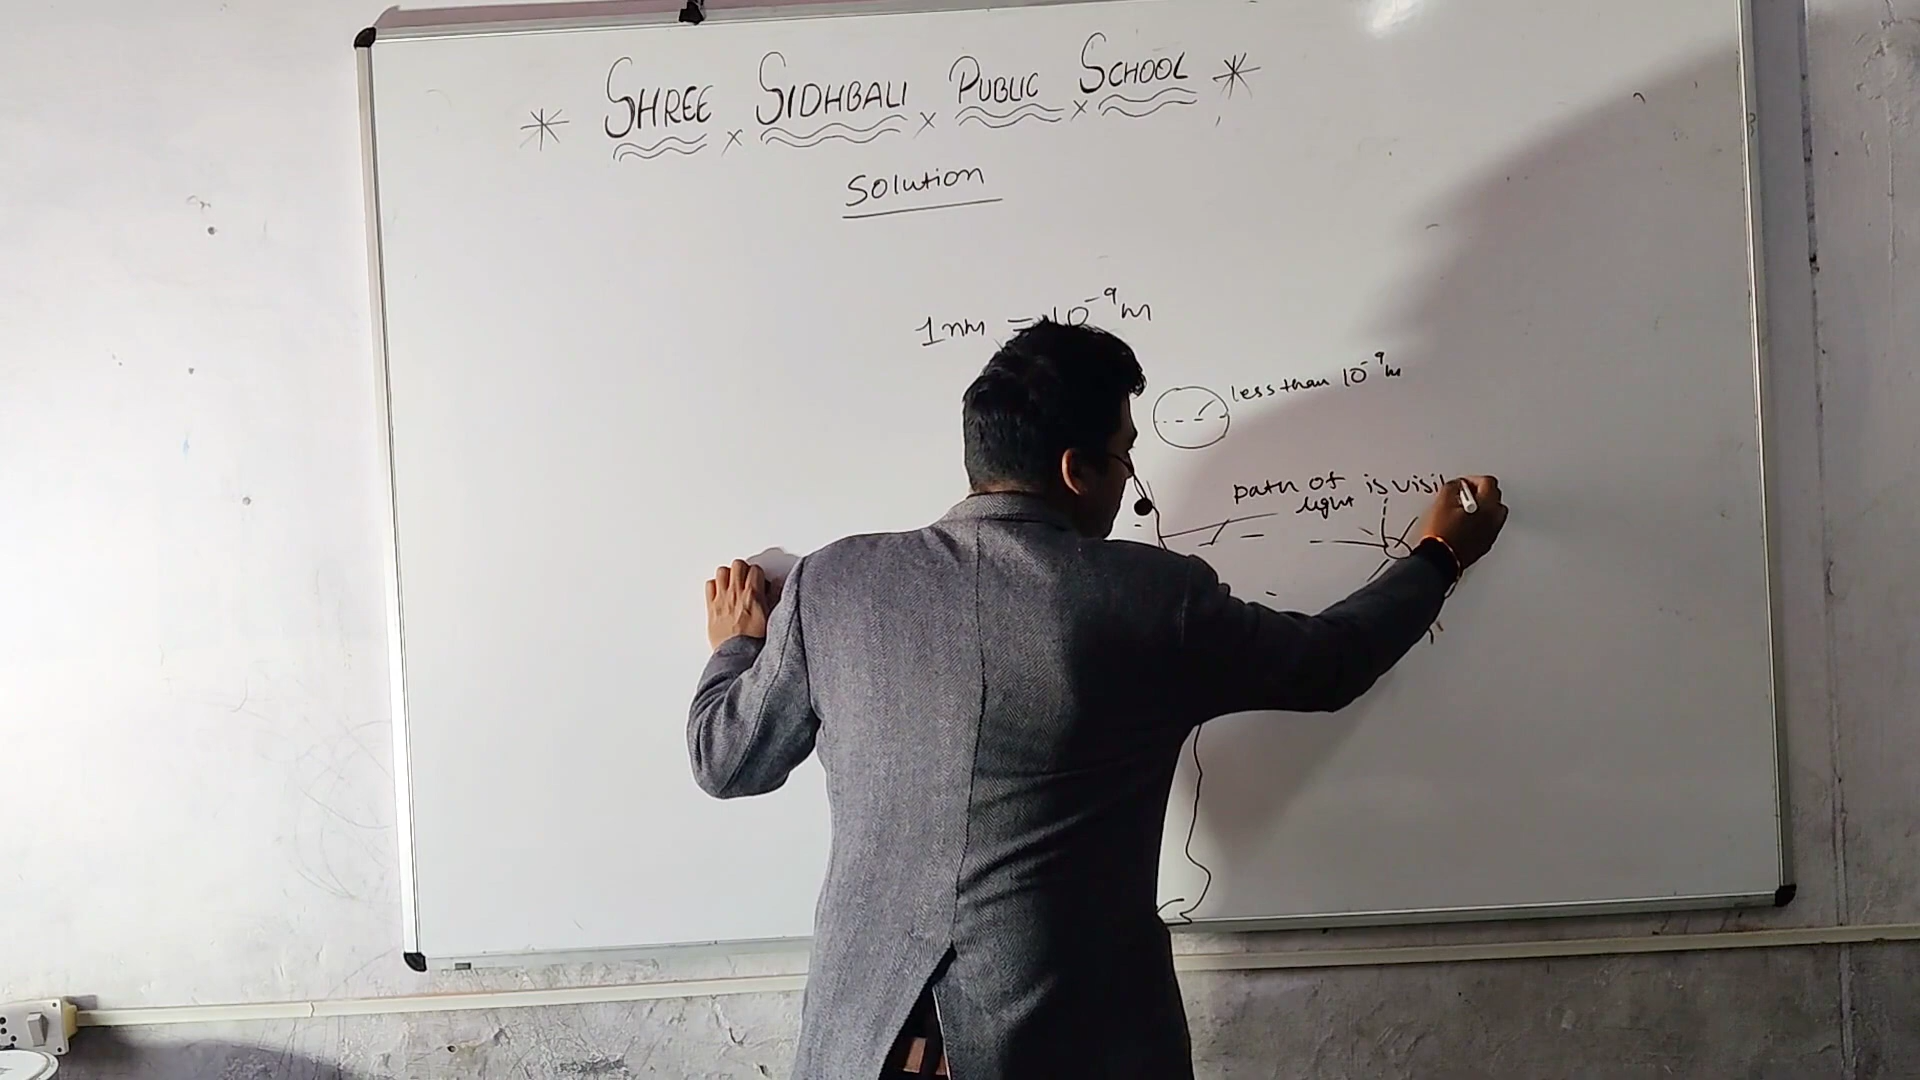 SHREE SIDHBALI PUBLIC SCHOOL
Solution
1nm = 10⁻⁹m
less than 10⁻⁹m
path of is visi
light